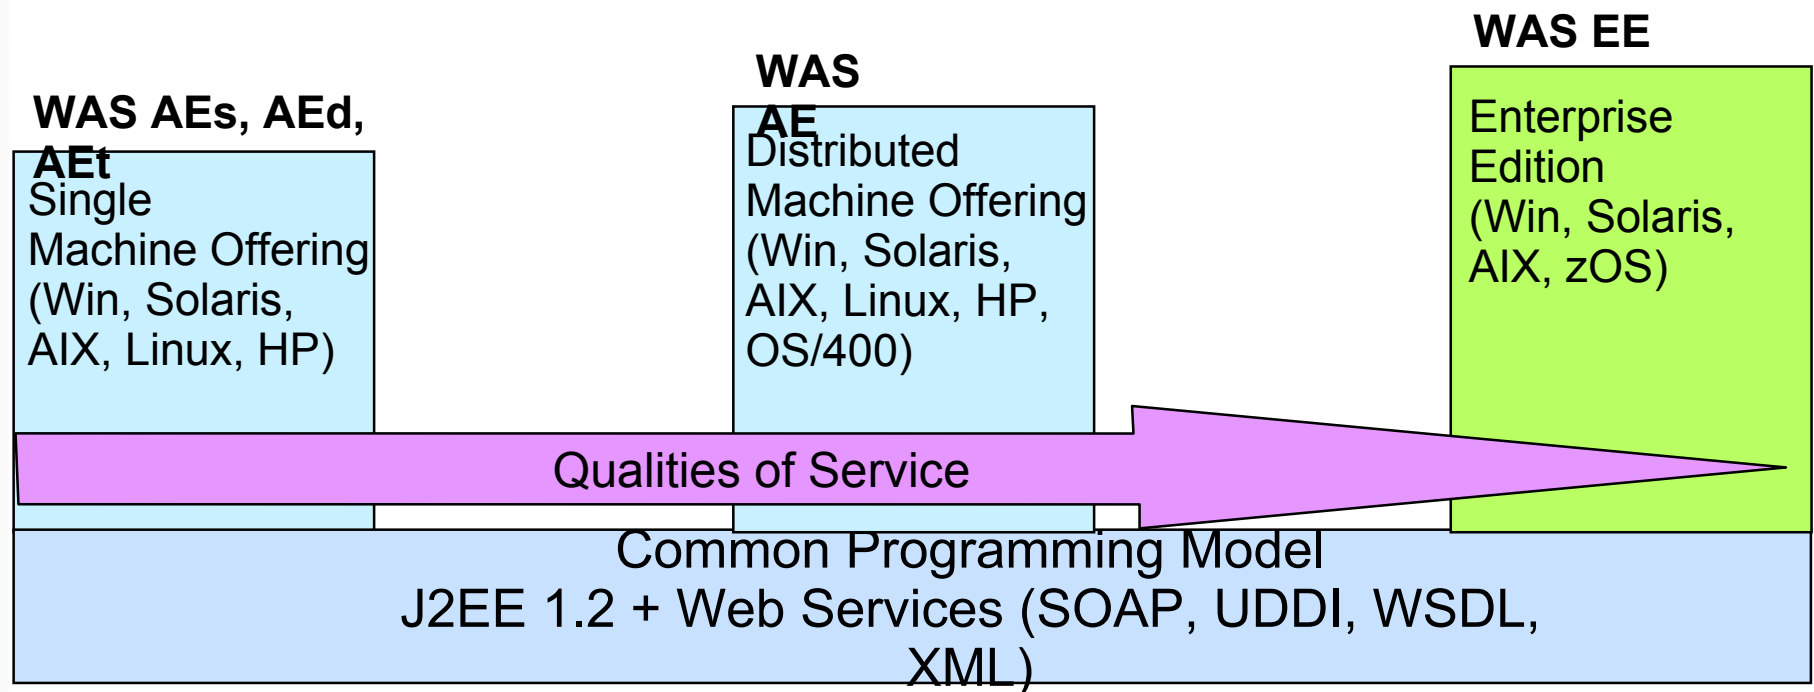 WAS AEs, AEd,
AEt
Single
Machine Offering
(Win, Solaris,
AIX, Linux, HP)
WAS
AE
Distributed
Machine Offering
(Win, Solaris,
AIX, Linux, HP,
OS/400)
WAS EE
Enterprise
Edition
(Win, Solaris,
AIX, zOS)
Qualities of Service
Common Programming Model
J2EE 1.2 + Web Services (SOAP, UDDI, WSDL,
XML)